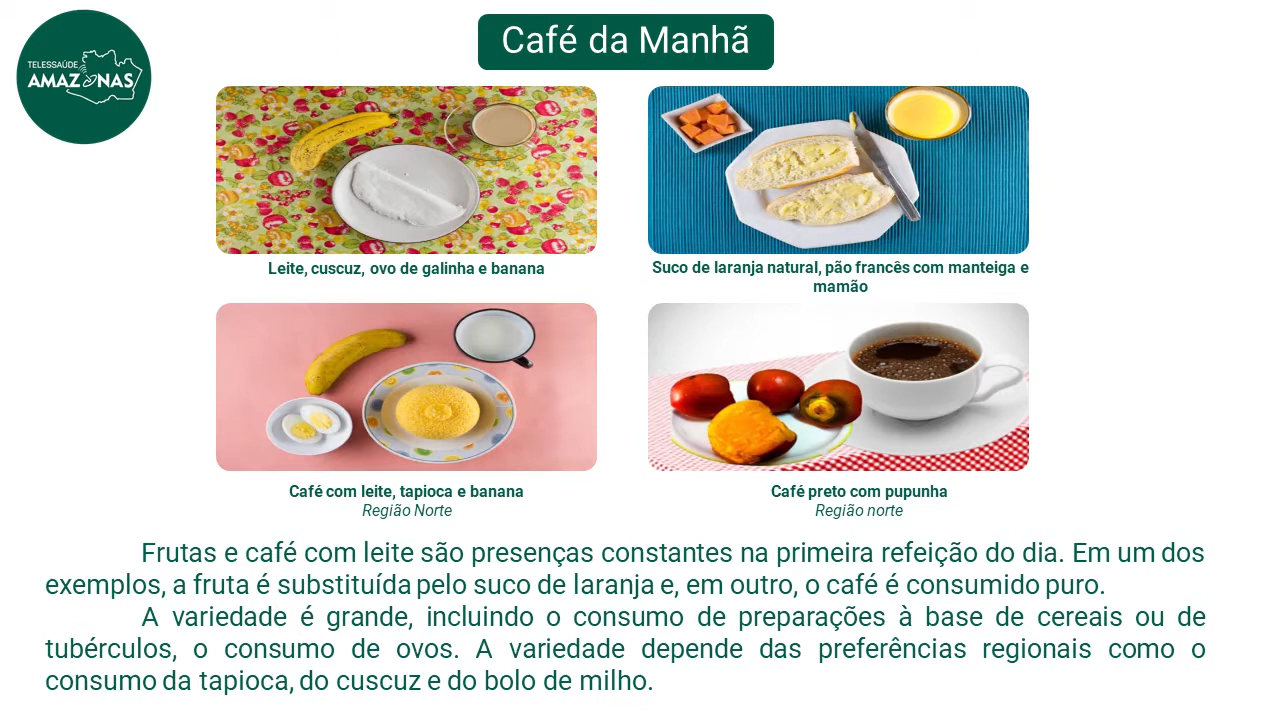 TELESSAÚDE
AMAZONAS
Café da Manhã
Leite, cuscuz, ovo de galinha e banana
Suco de laranja natural, pão francês com manteiga e
mamão
Café com leite, tapioca e banana
Região Norte
Café preto com pupunha
Região norte
Frutas e café com leite são presenças constantes na primeira refeição do dia. Em um dos
exemplos, a fruta é substituída pelo suco de laranja e, em outro, o café é consumido puro.
A variedade é grande, incluindo o consumo de preparações à base de cereais ou de
tubérculos, o consumo de ovos. A variedade depende das preferências regionais como o
consumo da tapioca, do cuscuz e do bolo de milho.